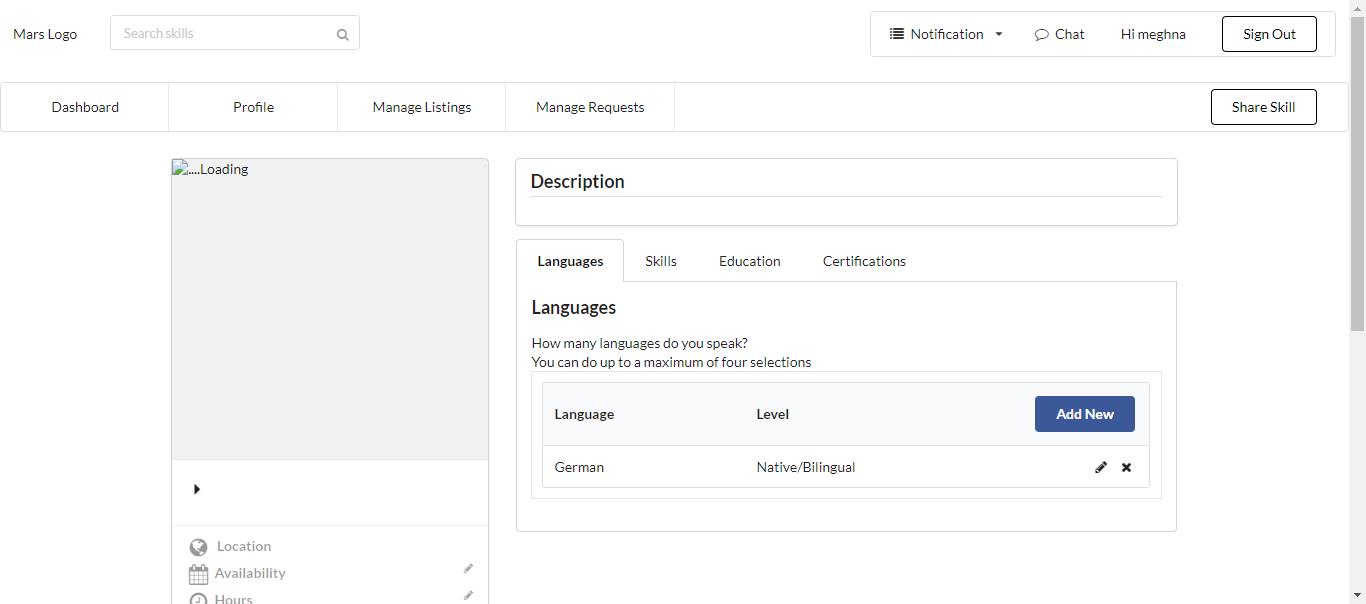 Mars Logo
Search skills
Notification
Chat
Hi meghna
Sign Out
Dashboard
Profile
Manage Listings
Manage Requests
Share Skill
....Loading
Description
Languages
Skills
Education
Certifications
Languages
How many languages do you speak?
You can do up to a maximum of four selections
Language
Level
Add New
German
Native/Bilingual
Location
Availability
Hours